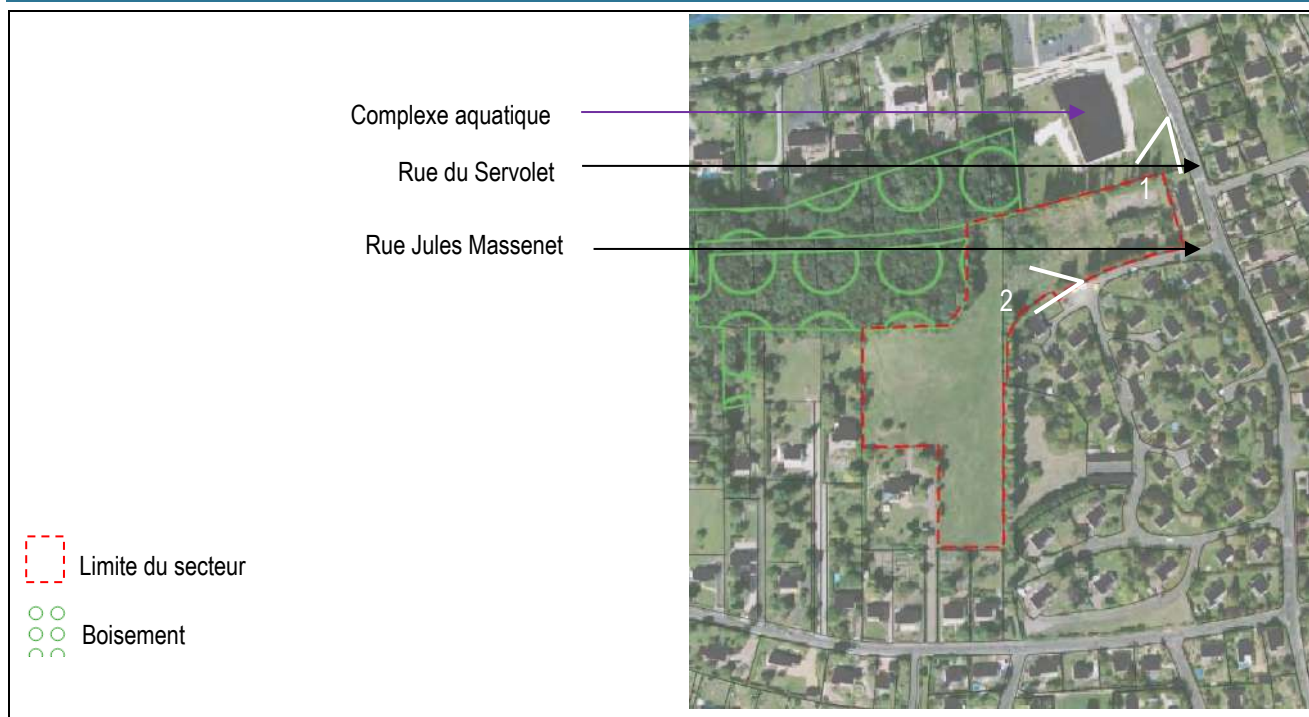 Complexe aquatique
Rue du Servolet
1
Rue Jules Massenet
2
Limite du secteur
Boisement